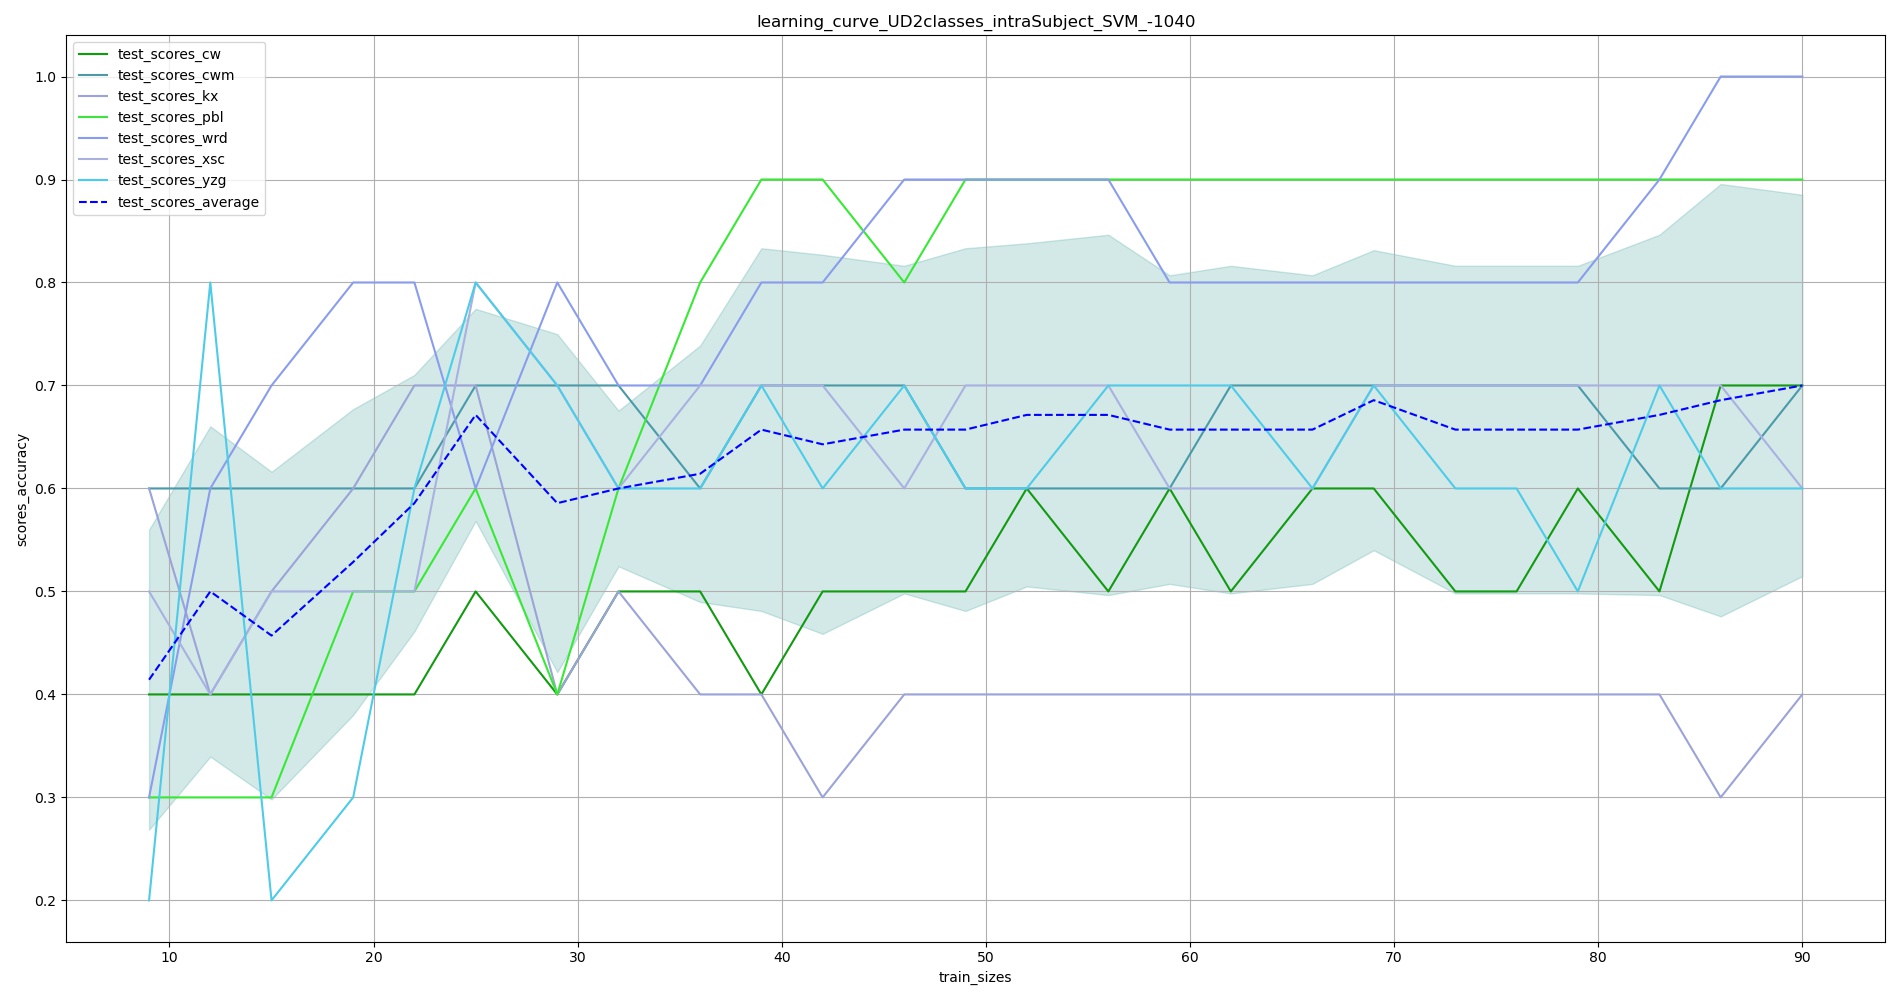 learning_curve_UD2classes_intraSubject_SVM_-1040
test_scores_cw
test_scores_cwm
test_scores_kx
test_scores_pbl
test_scores_wrd
test_scores_xsc
test_scores_yzg
test_scores_average
scores_accuracy
1.0
0.9
0.8
0.7
0.6
0.5
0.4
0.3
0.2
10 20 30 40 50 60 70 80 90
train_sizes